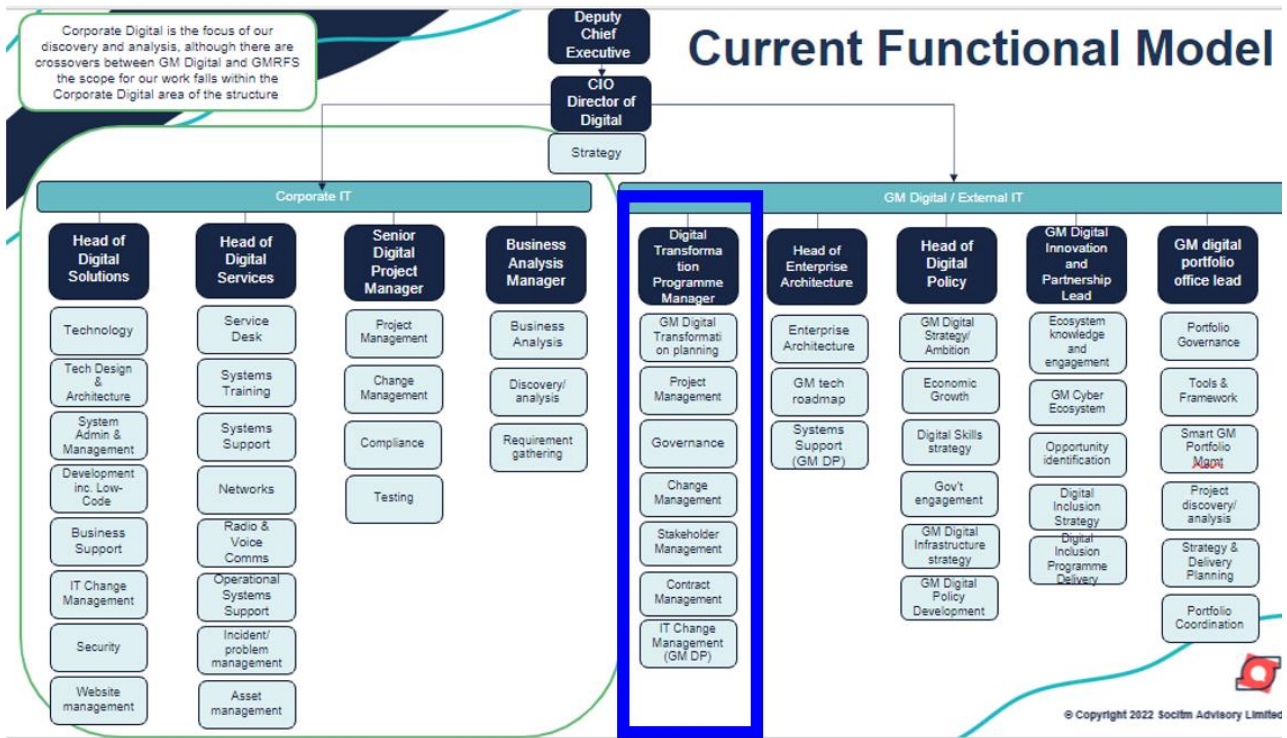 Corporate Digital is the focus of our
discovery and analysis, although there are
crossovers between GM Digital and GMRFS
the scope for our work falls within the
Corporate Digital area of the structure
Deputy
Chief
Executive
Current Functional Model
CIO
Director of
Digital
Strategy
Corporate IT
GM Digital / External IT
Head of
Digital
Solutions
Technology
Tech Design
&
Architecture
System
Admin &
Management
Development
inc. Low-
Code
Business
Support
IT Change
Management
Security
Website
management
Head of
Digital
Services
Service
Desk
Systems
Training
Systems
Support
Networks
Radio &
Voice
Comms
Operational
Systems
Support
Incident/
problem
management
Asset
management
Senior
Digital
Project
Manager
Project
Management
Change
Management
Compliance
Testing
Business
Analysis
Manager
Business
Analysis
Discovery/
analysis
Requirement
gathering
Digital
Transforma
tion
Programme
Manager
GM Digital
Transformati
on planning
Project
Management
Governance
Change
Management
Stakeholder
Management
Contract
Management
IT Change
Management
(GM DP)
Head of
Enterprise
Architecture
Enterprise
Architecture
GM tech
roadmap
Systems
Support
(GM DP)
Head of
Digital
Policy
GM Digital
Strategy/
Ambition
Economic
Growth
Digital Skills
strategy
Gov't
engagement
GM Digital
Infrastructure
strategy
GM Digital
Policy
Development
GM Digital
Innovation
and
Partnership
Lead
Ecosystem
knowledge
and
engagement
GM Cyber
Ecosystem
Opportunity
identification
Digital
Inclusion
Strategy
Digital
Inclusion
Programme
Delivery
GM digital
portfolio
office lead
Portfolio
Governance
Tools &
Framework
Smart GM
Portfolio
Mgmt
Project
discovery/
analysis
Strategy &
Delivery
Planning
Portfolio
Coordination
© Copyright 2022 Socitm Advisory Limited